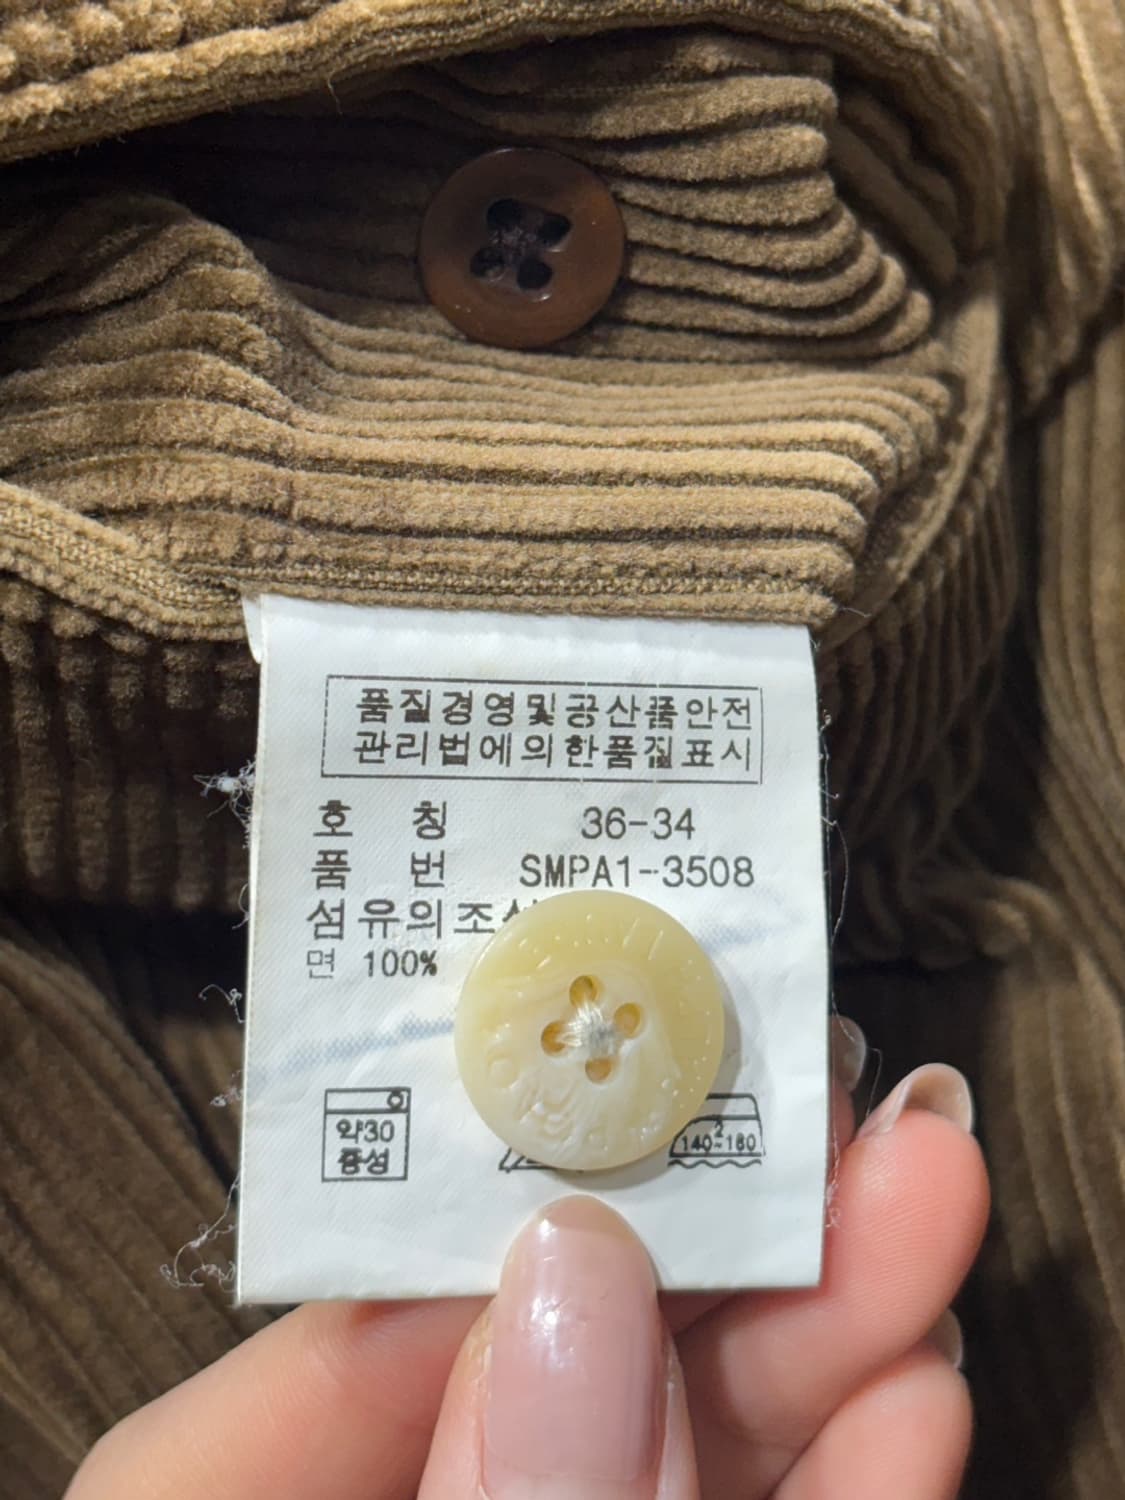 품질경영및공산품안전
관리법에의한품질표시
호 칭 36-34
품 번 SMPA1-3508
섬유의조
면 100%
약30
중성
2
140~160